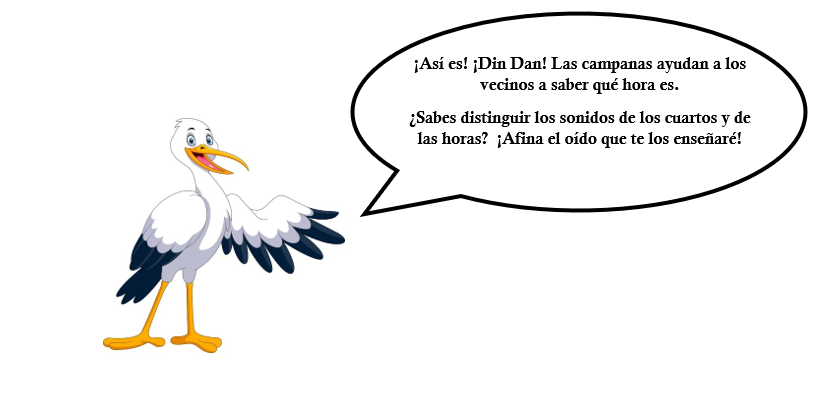 ¡Así es! ¡Din Dan! Las campanas ayudan a los
vecinos a saber qué hora es.
¿Sabes distinguir los sonidos de los cuartos y de
las horas? ¡Afina el oído que te los enseñaré!